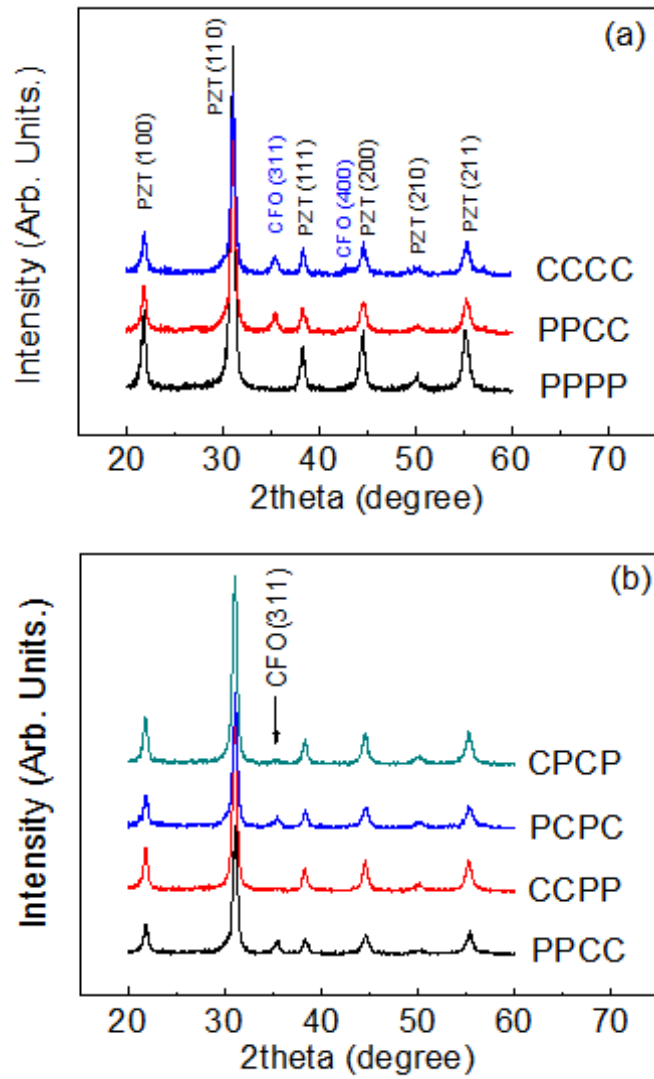 (a)
Intensity (Arb. Units.)
PZT (100)
PZT (110)
CFO (311)
PZT (111)
CFO (400)
PZT (200)
PZT (210)
PZT (211)
CCCC
PPCC
PPPP
20 30 40 50 60 70
2theta (degree)
(b)
Intensity (Arb. Units.)
CFO(311)
CPCP
PCPC
CCPP
PPCC
20 30 40 50 60 70
2theta (degree)